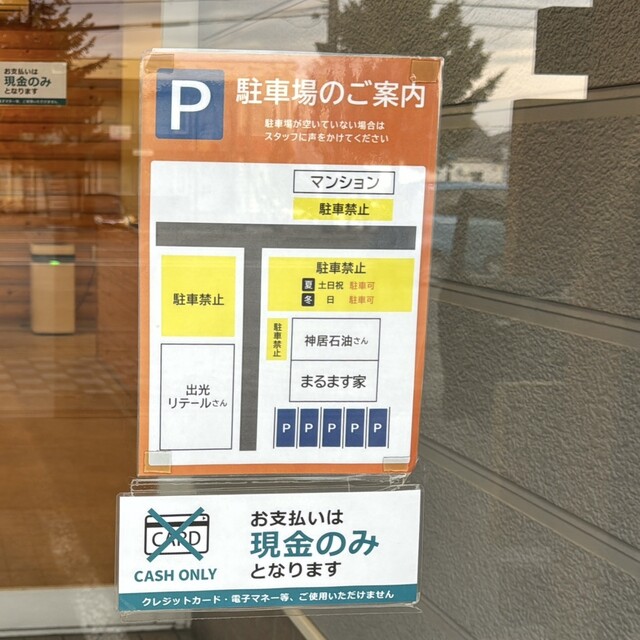 お支払いは
現金のみ
となります
P 駐車場のご案内
駐車場が空いていない場合は
スタッフに声をかけてください
マンション
駐車禁止
駐車禁止
駐車禁止
夏 土日祝 駐車可
冬 日 駐車可
駐車禁止
神居石油さん
まるます家
出光
リテールさん
P P P P P
CARD
CASH ONLY
お支払いは
現金のみ
となります
クレジットカード・電子マネー等、ご使用いただけません